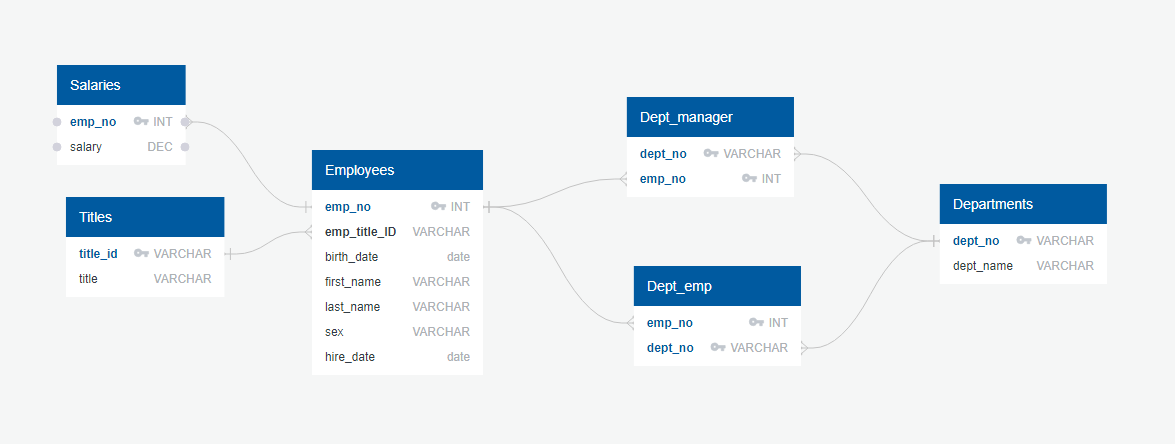 Salaries
emp_no INT
salary DEC
Titles
title_id VARCHAR
title VARCHAR
Employees
emp_no INT
emp_title_ID VARCHAR
birth_date date
first_name VARCHAR
last_name VARCHAR
sex VARCHAR
hire_date date
Dept_manager
dept_no VARCHAR
emp_no INT
Dept_emp
emp_no INT
dept_no VARCHAR
Departments
dept_no VARCHAR
dept_name VARCHAR